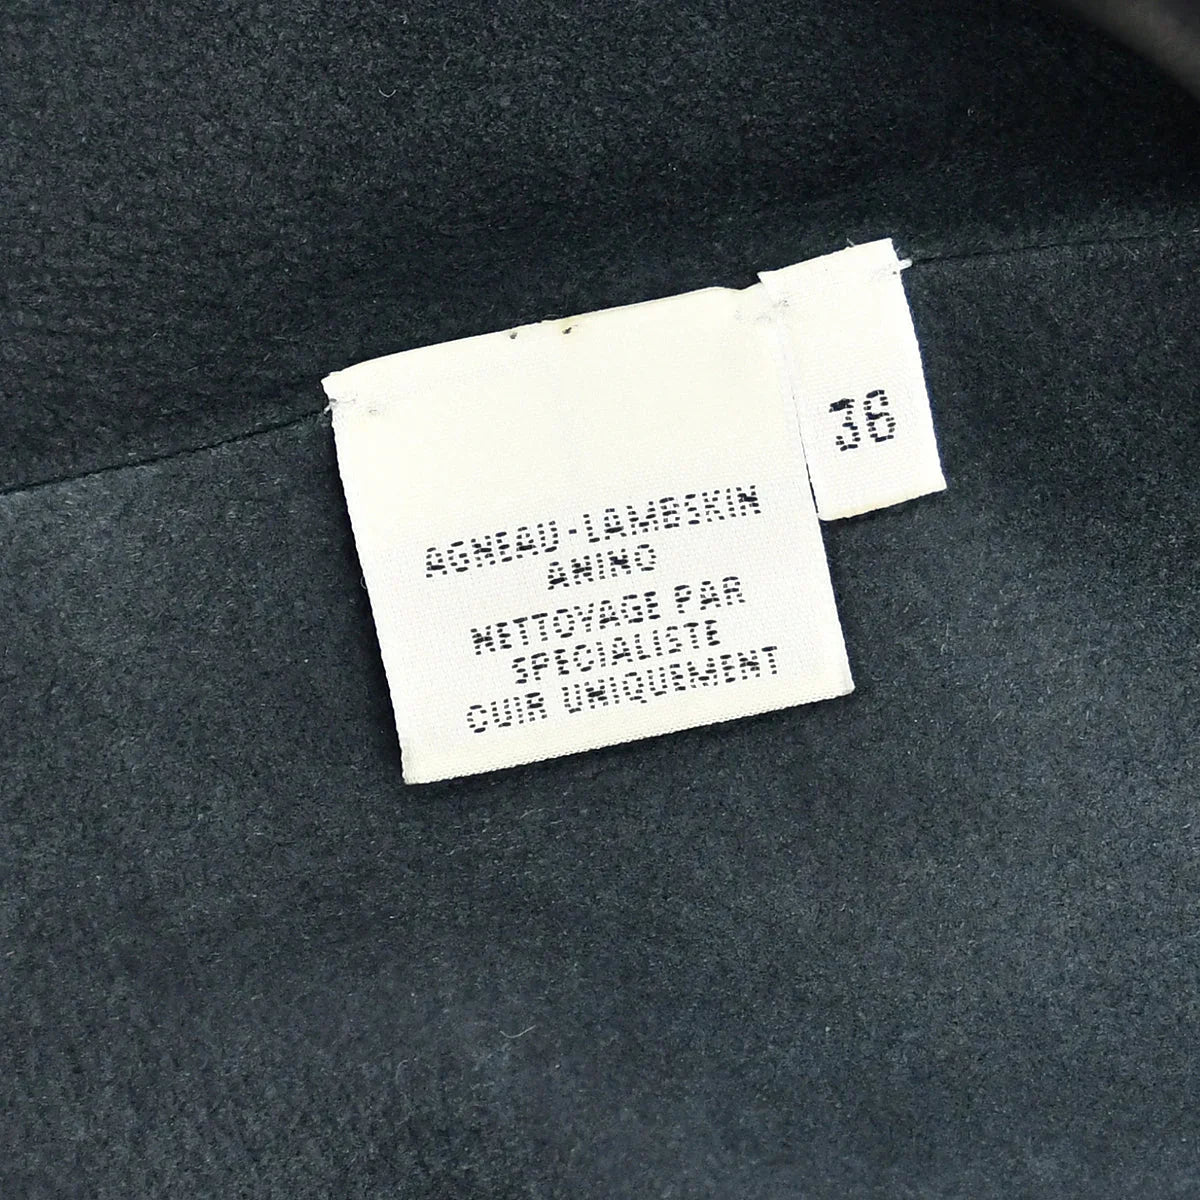 AGNEAU-LAMBSKIN
ANINO
NETTOYAGE PAR
SPECIALISTE
CUIR UNIQUEMENT
36